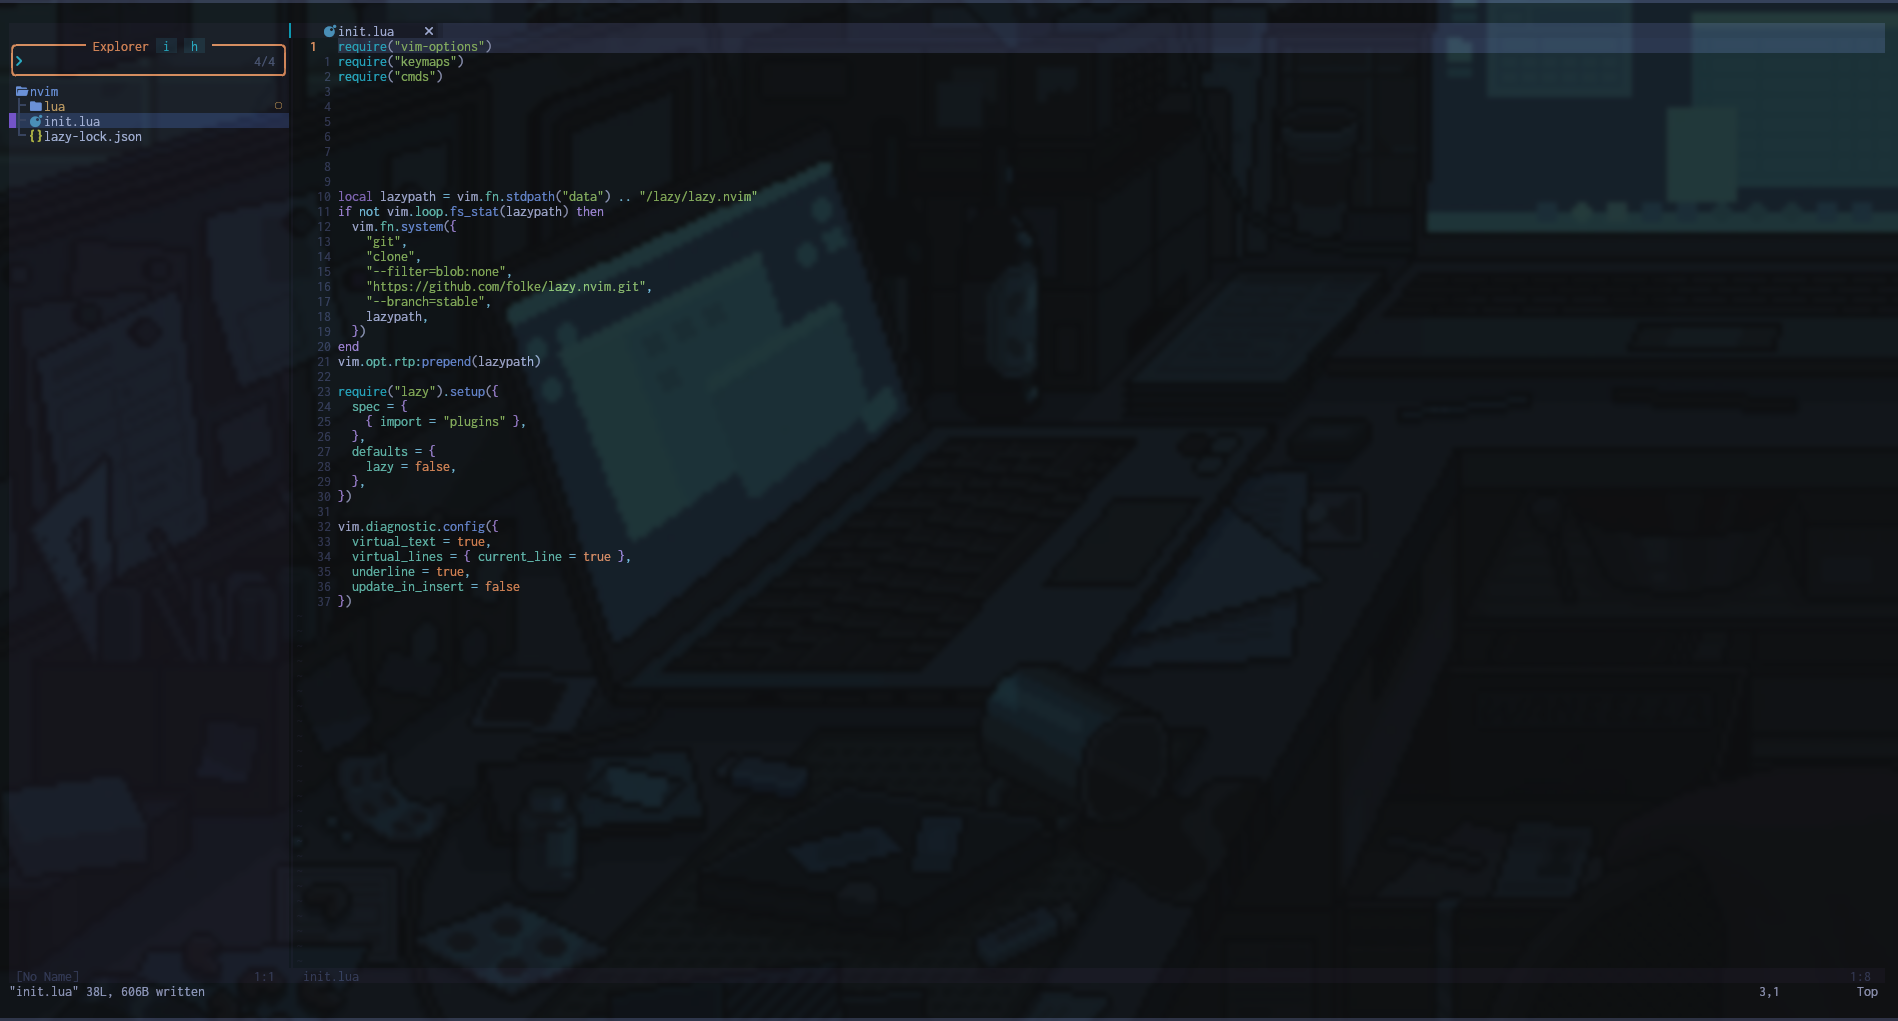 init.lua ✕
Explorer i h
4/4
nvim
lua
init.lua
{} lazy-lock.json
1 require("vim-options")
1 require("keymaps")
2 require("cmds")
3
4
5
6
7
8
9
10 local lazypath = vim.fn.stdpath("data") .. "/lazy/lazy.nvim"
11 if not vim.loop.fs_stat(lazypath) then
12 vim.fn.system({
13 "git",
14 "clone",
15 "--filter=blob:none",
16 "https://github.com/folke/lazy.nvim.git",
17 "--branch=stable",
18 lazypath,
19 })
20 end
21 vim.opt.rtp:prepend(lazypath)
22
23 require("lazy").setup({
24 spec = {
25 { import = "plugins" },
26 },
27 defaults = {
28 lazy = false,
29 },
30 })
31
32 vim.diagnostic.config({
33 virtual_text = true,
34 virtual_lines = { current_line = true },
35 underline = true,
36 update_in_insert = false
37 })
[No Name] 1:1 init.lua 1:8
"init.lua" 38L, 606B written 3,1 Top